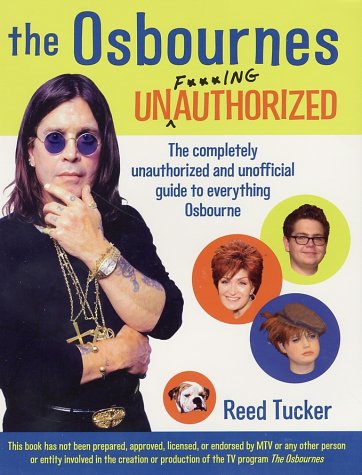 the Osbournes
F***ING
UNAUTHORIZED
The completely
unauthorized and unofficial
guide to everything
Osbourne
Reed Tucker
This book has not been prepared, approved, licensed, or endorsed by MTV or any other person
or entity involved in the creation or production of the TV program The Osbournes